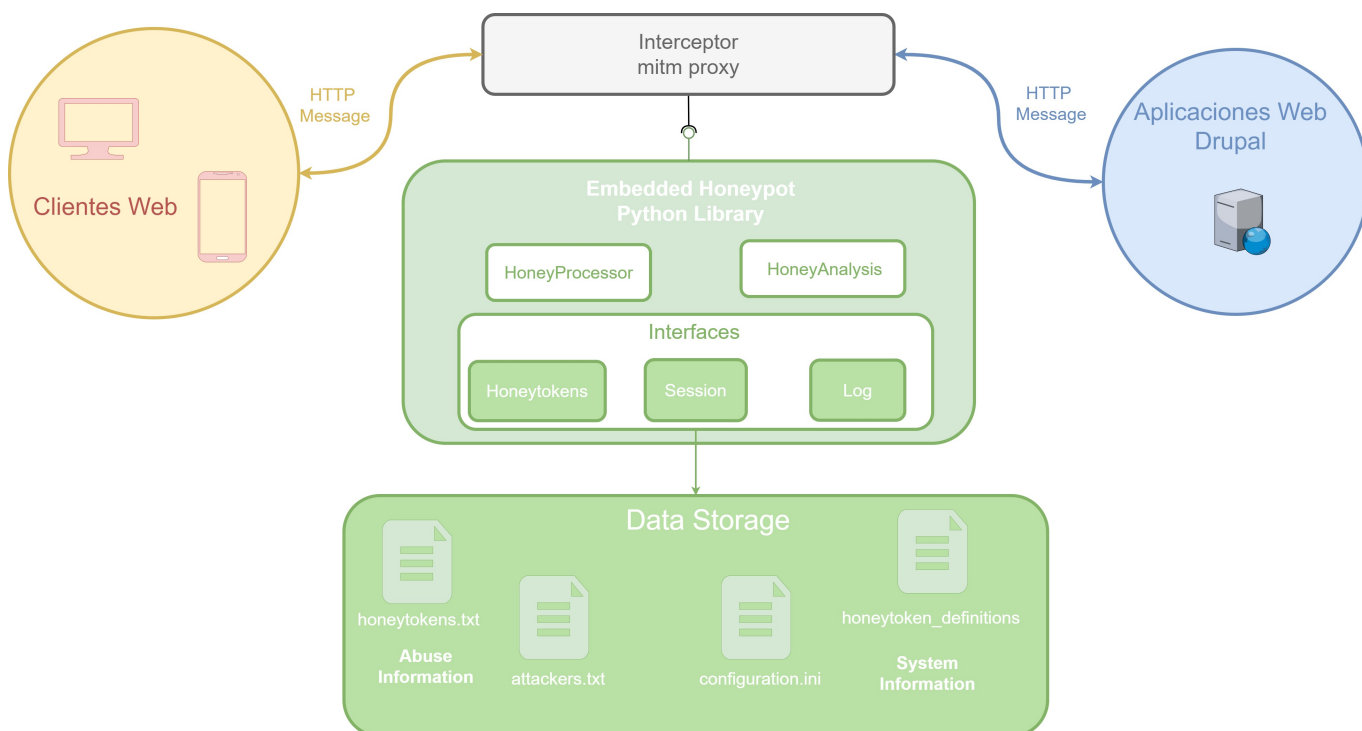 Interceptor
mitm proxy
HTTP
Message
HTTP
Message
Clientes Web
Aplicaciones Web
Drupal
Embedded Honeypot
Python Library
HoneyProcessor
HoneyAnalysis
Interfaces
Honeytokens
Session
Log
Data Storage
honeytokens.txt
Abuse
Information
attackers.txt
configuration.ini
honeytoken_definitions
System
Information